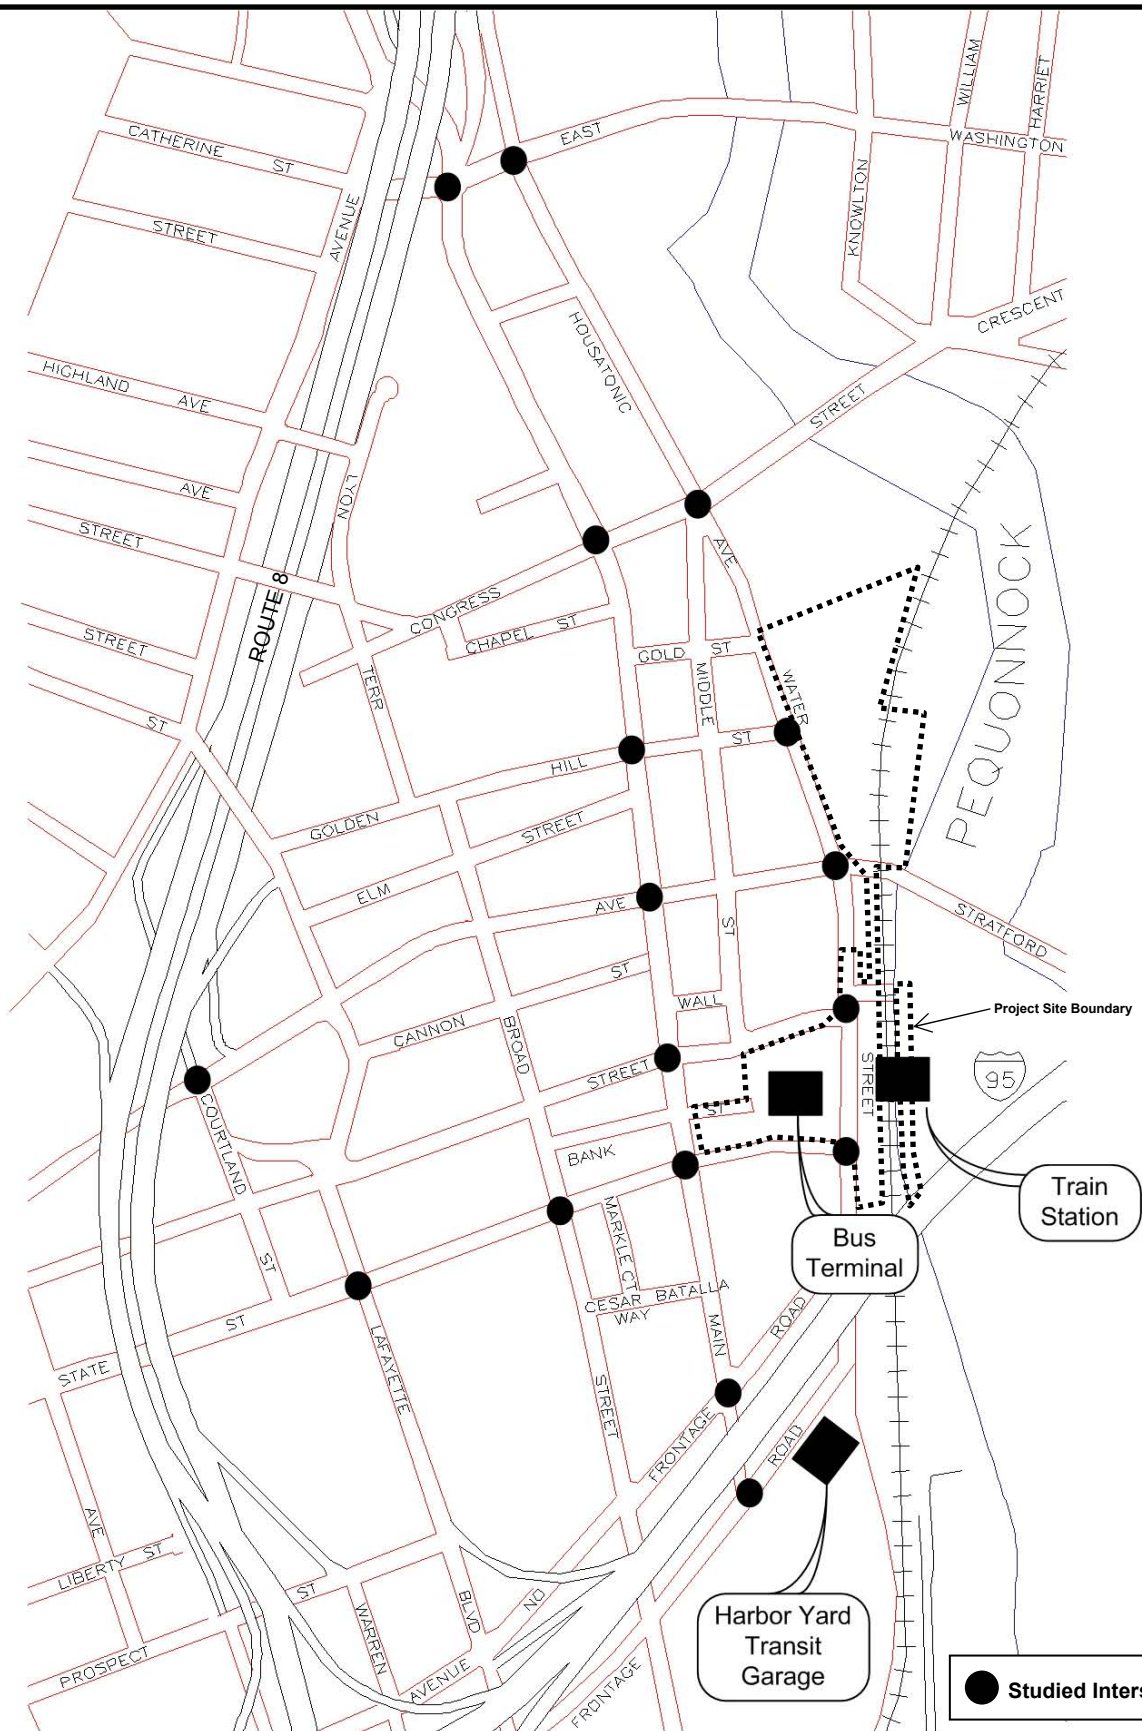 WILLIAM
HARRIET
EAST
WASHINGTON
CATHERINE ST
KNOWLTON
AVENUE
STREET
CRESCENT
HOUSATONIC
HIGHLAND AVE
STREET
AVE
LYON
STREET
AVE
PEQUONNOCK
ROUTE 8
CONGRESS
CHAPEL ST
STREET
GOLD ST
TERR
MIDDLE
WATER
ST
ST
HILL
GOLDEN
STREET
ELM
AVE
ST
STRATFORD
ST
WALL
CANNON
BROAD
Project Site Boundary
STREET
STREET
95
COURTLAND
ST
BANK
Train
Station
MARKLE CT
Bus
Terminal
ST
CESAR BATALLA
WAY
ROAD
ST
MAIN
STATE
LAFAYETTE
STREET
FRONTAGE
ROAD
AVE
LIBERTY ST
ST
BLVD
NO
WARREN
Harbor Yard
Transit
Garage
PROSPECT
AVENUE
FRONTAGE
Studied Inters